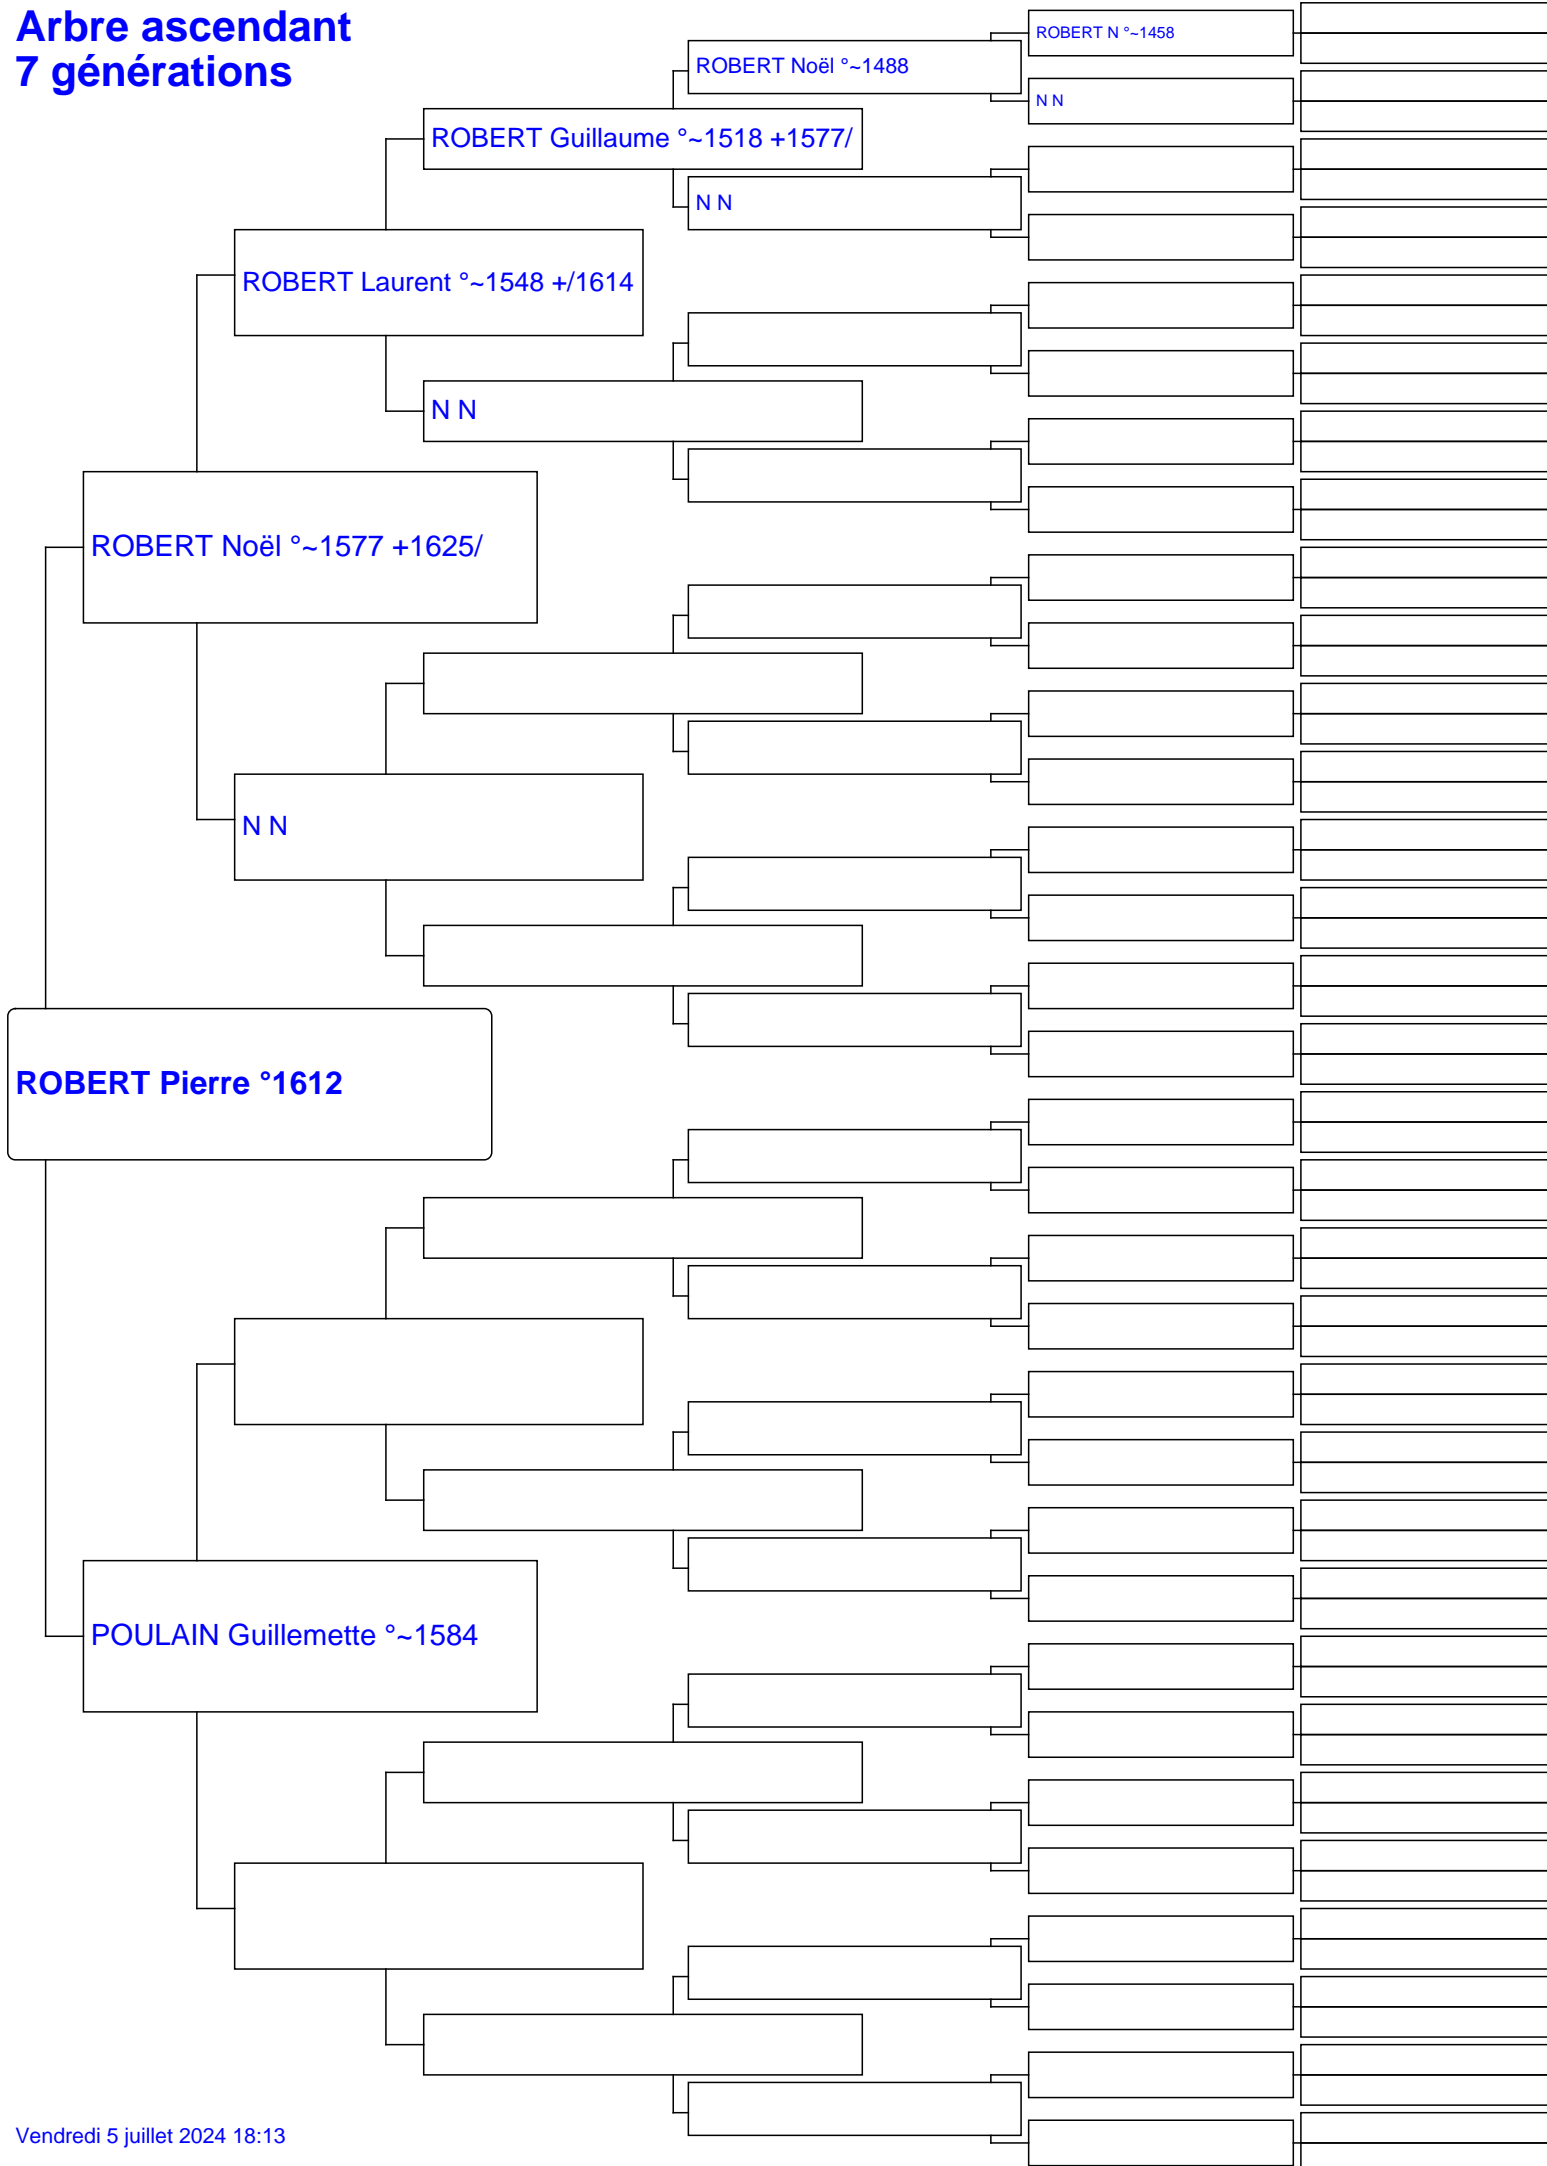 Arbre ascendant
7 générations
ROBERT N °~1458
ROBERT Noël °~1488
N N
ROBERT Guillaume °~1518 +1577/
N N
ROBERT Laurent °~1548 +/1614
N N
ROBERT Noël °~1577 +1625/
N N
ROBERT Pierre °1612
POULAIN Guillemette °~1584
Vendredi 5 juillet 2024 18:13